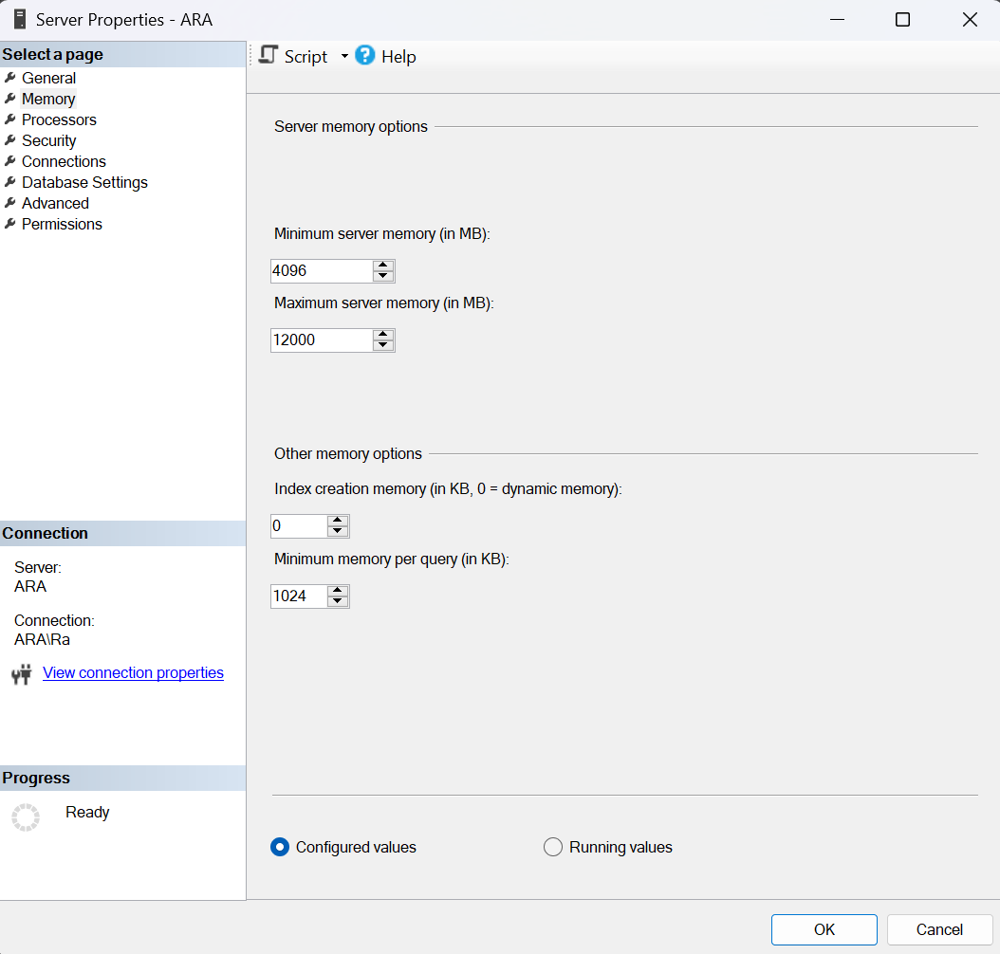 Server Properties - ARA
Select a page
General
Memory
Processors
Security
Connections
Database Settings
Advanced
Permissions
Connection
Server:
ARA
Connection:
ARA\Ra
View connection properties
Progress
Ready
Script
Help
Server memory options
Minimum server memory (in MB):
4096
Maximum server memory (in MB):
12000
Other memory options
Index creation memory (in KB, 0 = dynamic memory):
0
Minimum memory per query (in KB):
1024
Configured values
Running values
OK
Cancel